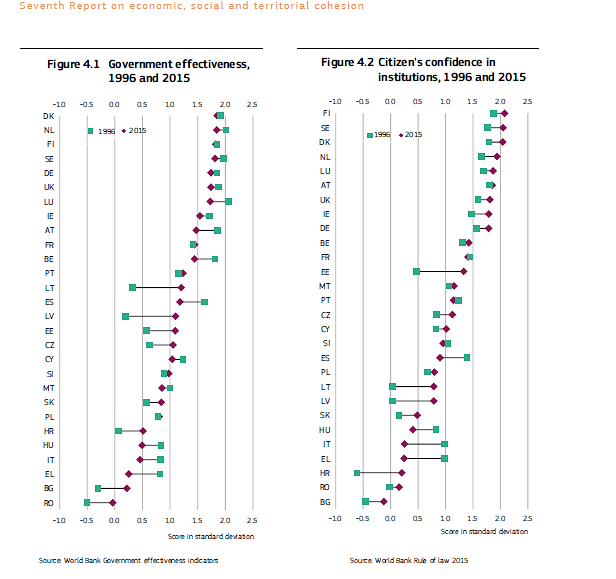 Seventh Report on economic, social and territorial cohesion
Figure 4.1 Government effectiveness,
1996 and 2015
-1.0 -0.5 0.0 0.5 1.0 1.5 2.0 2.5
1996 2015
DK
NL
FI
SE
DE
UK
LU
IE
AT
FR
BE
PT
LT
ES
LV
EE
CZ
CY
SI
MT
SK
PL
HR
HU
IT
EL
BG
RO
-1.0 -0.5 0.0 0.5 1.0 1.5 2.0 2.5
Score in standard deviation
Source: World Bank Government effectiveness indicators
Figure 4.2 Citizen's confidence in
institutions, 1996 and 2015
-1.0 -0.5 0.0 0.5 1.0 1.5 2.0 2.5
1996 2015
FI
SE
DK
NL
LU
AT
UK
IE
DE
BE
FR
EE
MT
PT
CZ
CY
SI
ES
PL
LT
LV
SK
HU
IT
EL
HR
RO
BG
-1.0 -0.5 0.0 0.5 1.0 1.5 2.0 2.5
Score in standard deviation
Source: World Bank Rule of law 2015